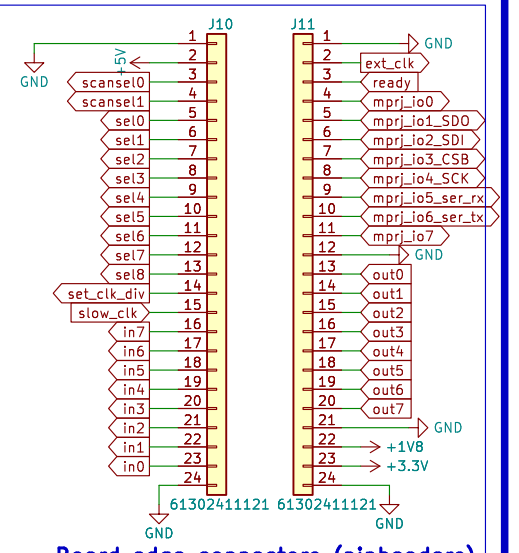 J10
1
GND
+5V 2
scansel0 3
scansel1 4
sel0 5
sel1 6
sel2 7
sel3 8
sel4 9
sel5 10
sel6 11
sel7 12
sel8 13
set_clk_div 14
slow_clk 15
in7 16
in6 17
in5 18
in4 19
in3 20
in2 21
in1 22
in0 23
24
61302411121
GND
J11
1 GND
2 ext_clk
3 ready
4 mprj_io0
5 mprj_io1_SDO
6 mprj_io2_SDI
7 mprj_io3_CSB
8 mprj_io4_SCK
9 mprj_io5_ser_rx
10 mprj_io6_ser_tx
11 mprj_io7
12 GND
13 out0
14 out1
15 out2
16 out3
17 out4
18 out5
19 out6
20 out7
21 GND
22 +1V8
23 +3.3V
24
61302411121
GND
Board edge connectors (pinheaders)